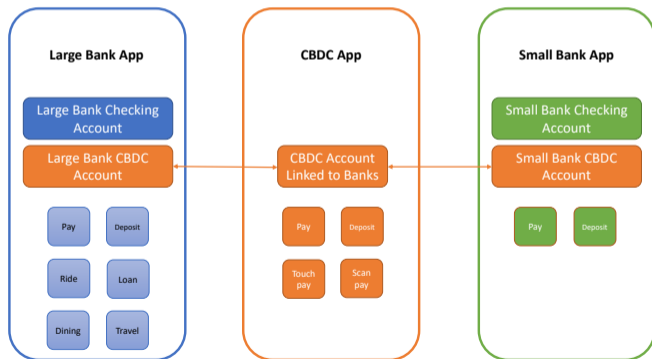 Large Bank App
Large Bank Checking
Account
Large Bank CBDC
Account
Pay
Deposit
Ride
Loan
Dining
Travel
CBDC App
CBDC Account
Linked to Banks
Pay
Deposit
Touch
pay
Scan
pay
Small Bank App
Small Bank Checking
Account
Small Bank CBDC
Account
Pay
Deposit